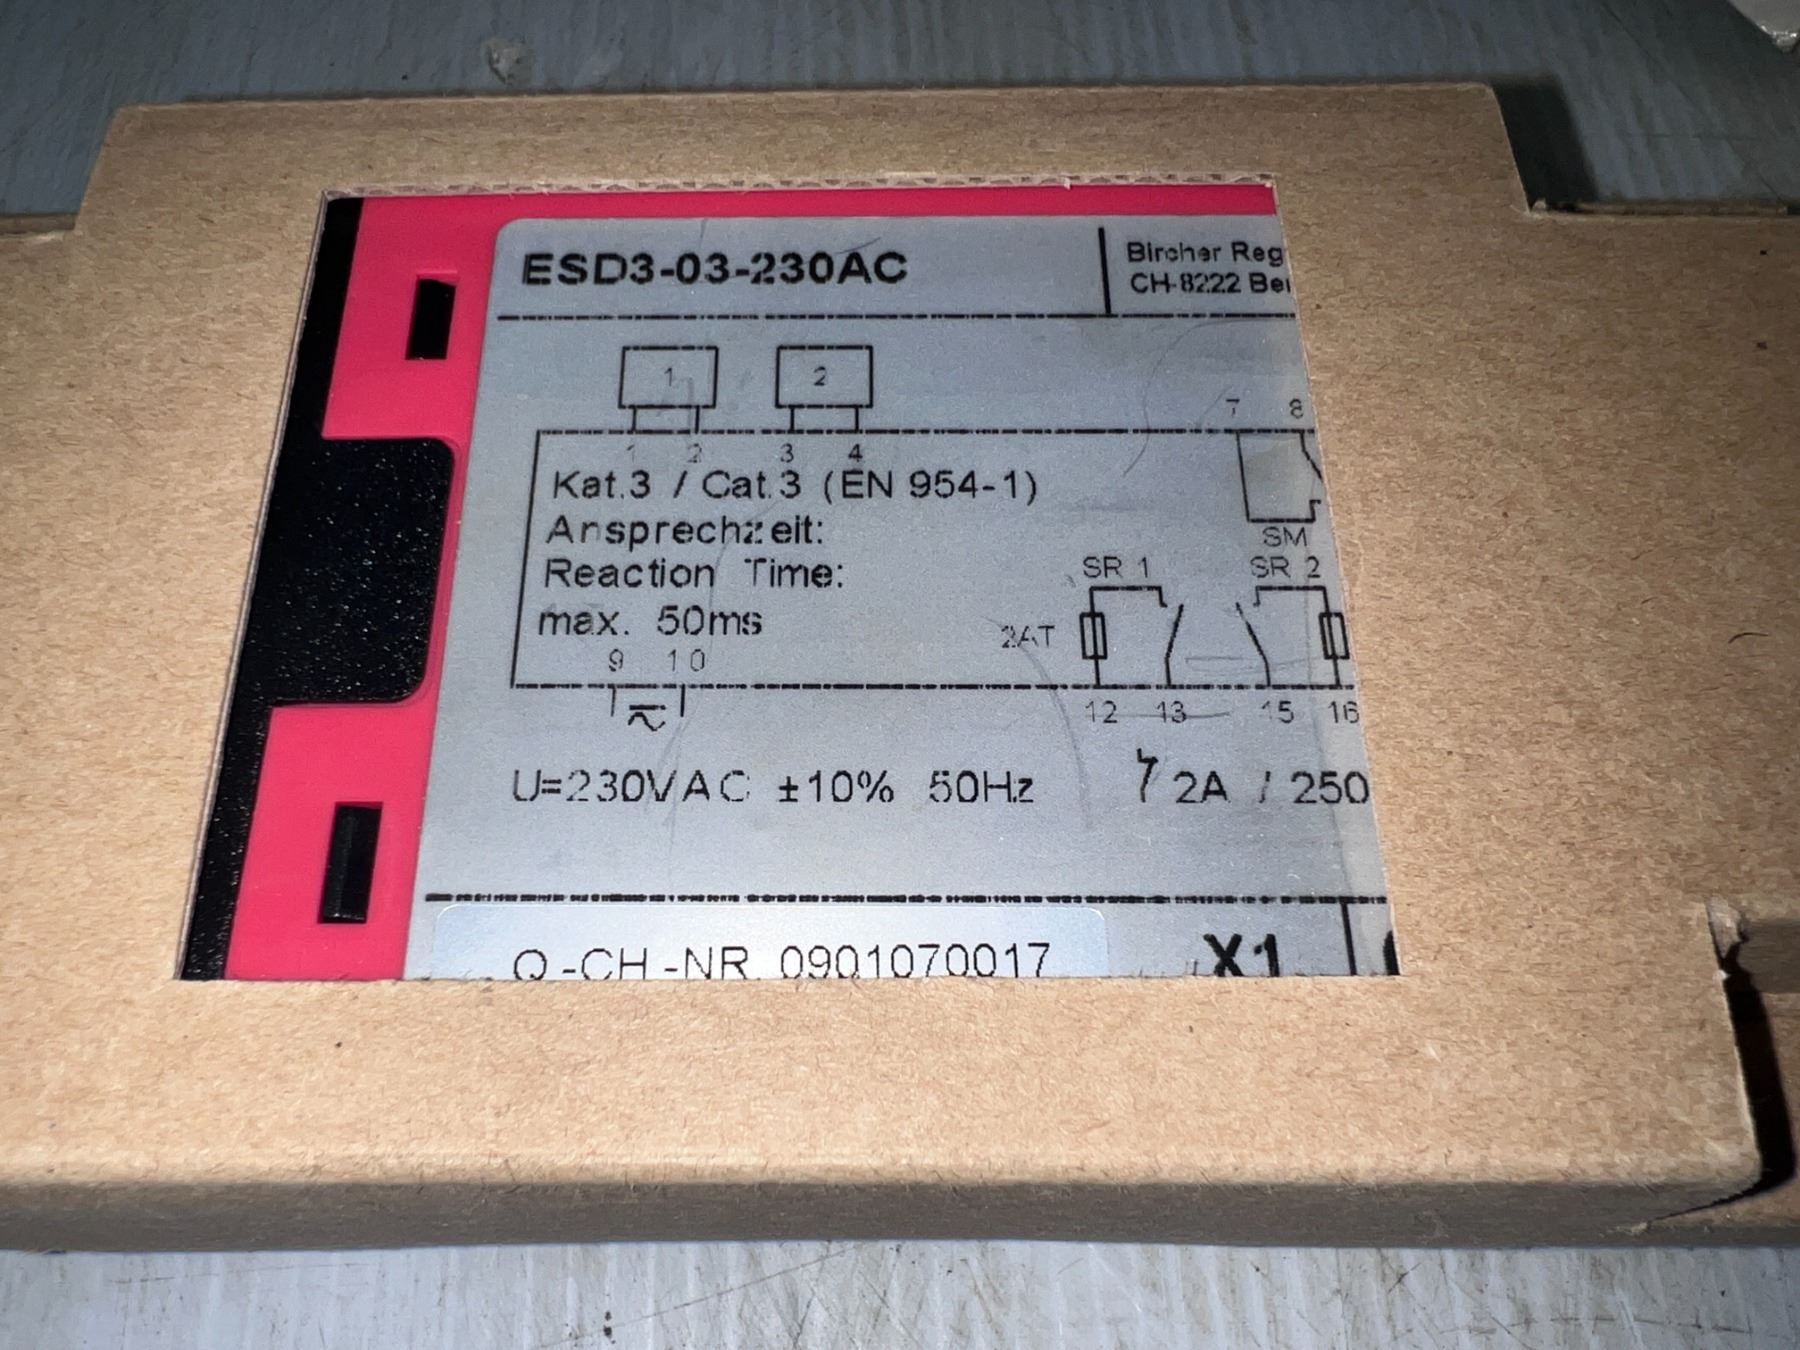 ESD3-03-230AC
Bircher Reg
CH-8222 Be
1 2
7 8
1 2 3 4
Kat.3 / Cat.3 (EN 954-1)
Ansprechzeit:
SM
Reaction Time:
SR 1 SR 2
max. 50ms
2AT
9 10
12 13 15 16
U=230VAC ±10% 50Hz
2A / 250
Q-CH-NR. 0901070017
X1